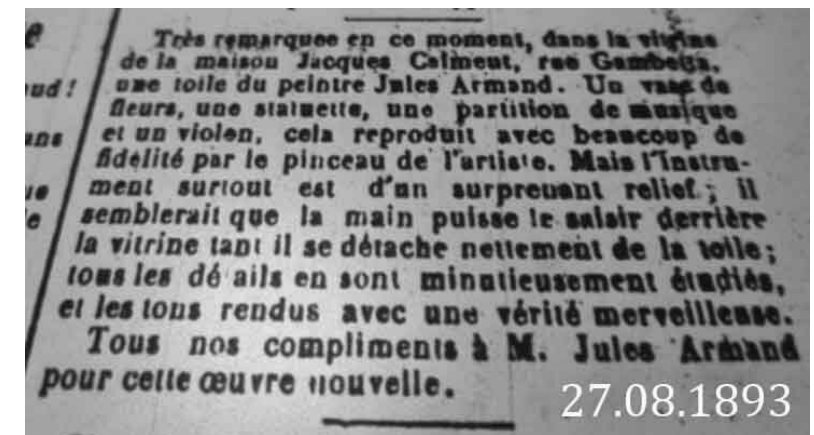 Très remarquée en ce moment, dans la vitrine
de la maison Jacques Calment, rue Gambetta,
une toile du peintre Jules Armand. Un vase de
fleurs, une statuette, une partition de musique
et un violon, cela reproduit avec beaucoup de
fidélité par le pinceau de l'artiste. Mais l'instru-
ment surtout est d'un surprenant relief; il
semblerait que la main puisse le saisir derrière
la vitrine tant il se détache nettement de la toile;
tous les dé ails en sont minutieusement étudiés,
et les tons rendus avec une vérité merveilleuse.
Tous nos compliments à M. Jules Armand
pour cette œuvre nouvelle.
27.08.1893